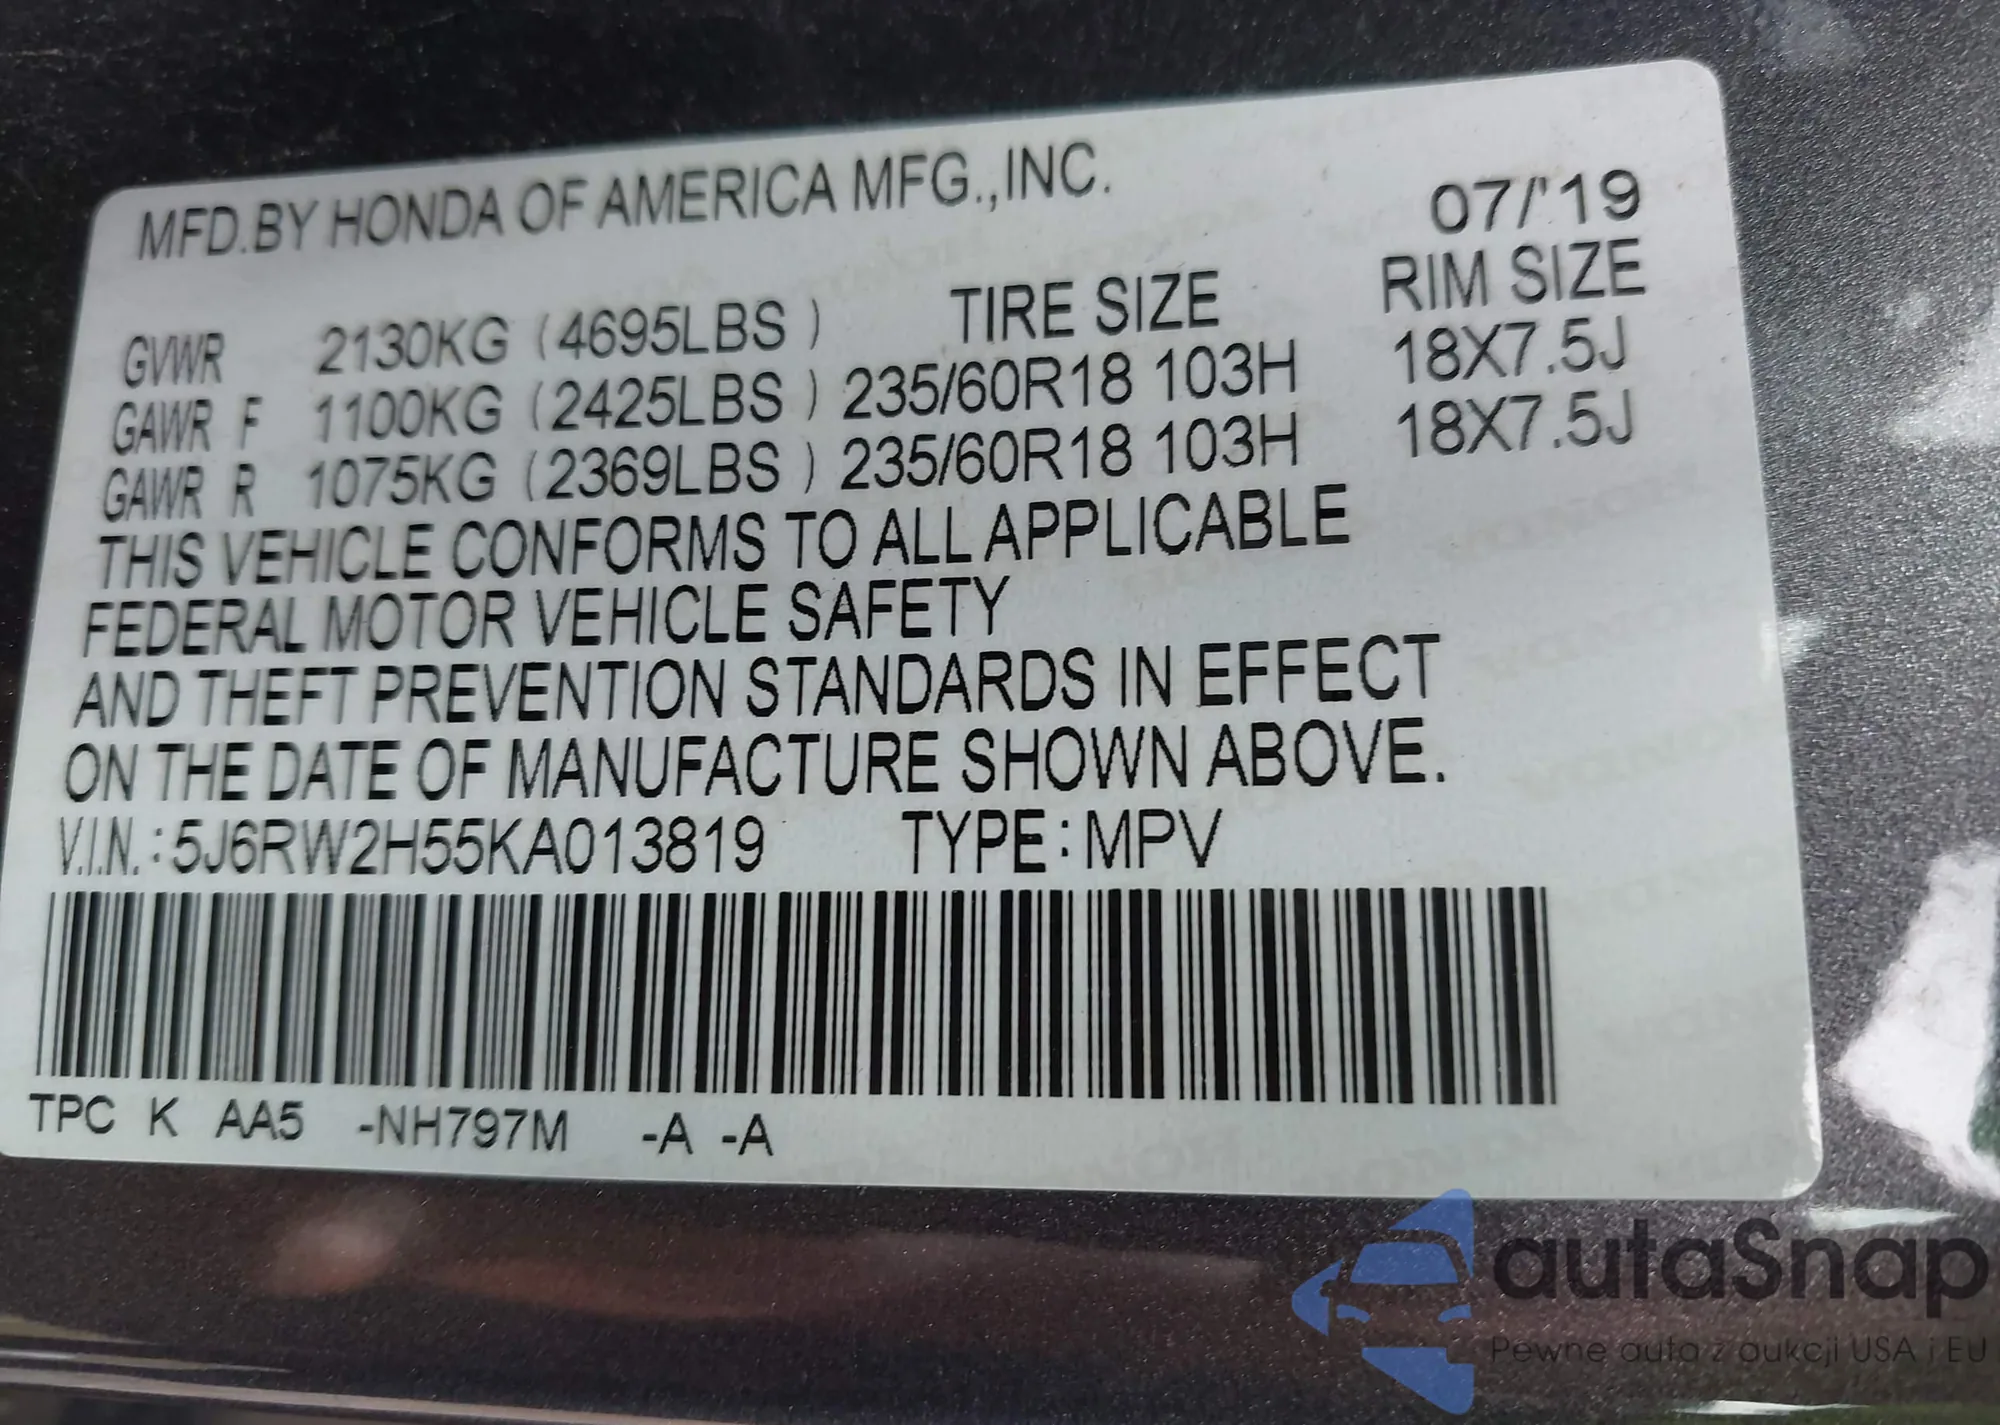 MFD.BY HONDA OF AMERICA MFG.,INC. 07/'19
TIRE SIZE RIM SIZE
GVWR 2130KG (4695LBS )
GAWR F 1100KG (2425LBS ) 235/60R18 103H 18X7.5J
GAWR R 1075KG (2369LBS ) 235/60R18 103H 18X7.5J
THIS VEHICLE CONFORMS TO ALL APPLICABLE
FEDERAL MOTOR VEHICLE SAFETY
AND THEFT PREVENTION STANDARDS IN EFFECT
ON THE DATE OF MANUFACTURE SHOWN ABOVE.
V.I.N.:5J6RW2H55KA013819 TYPE:MPV
TPC K AA5 -NH797M -A -A
autaSnap
Pewne auta z aukcji USA i EU